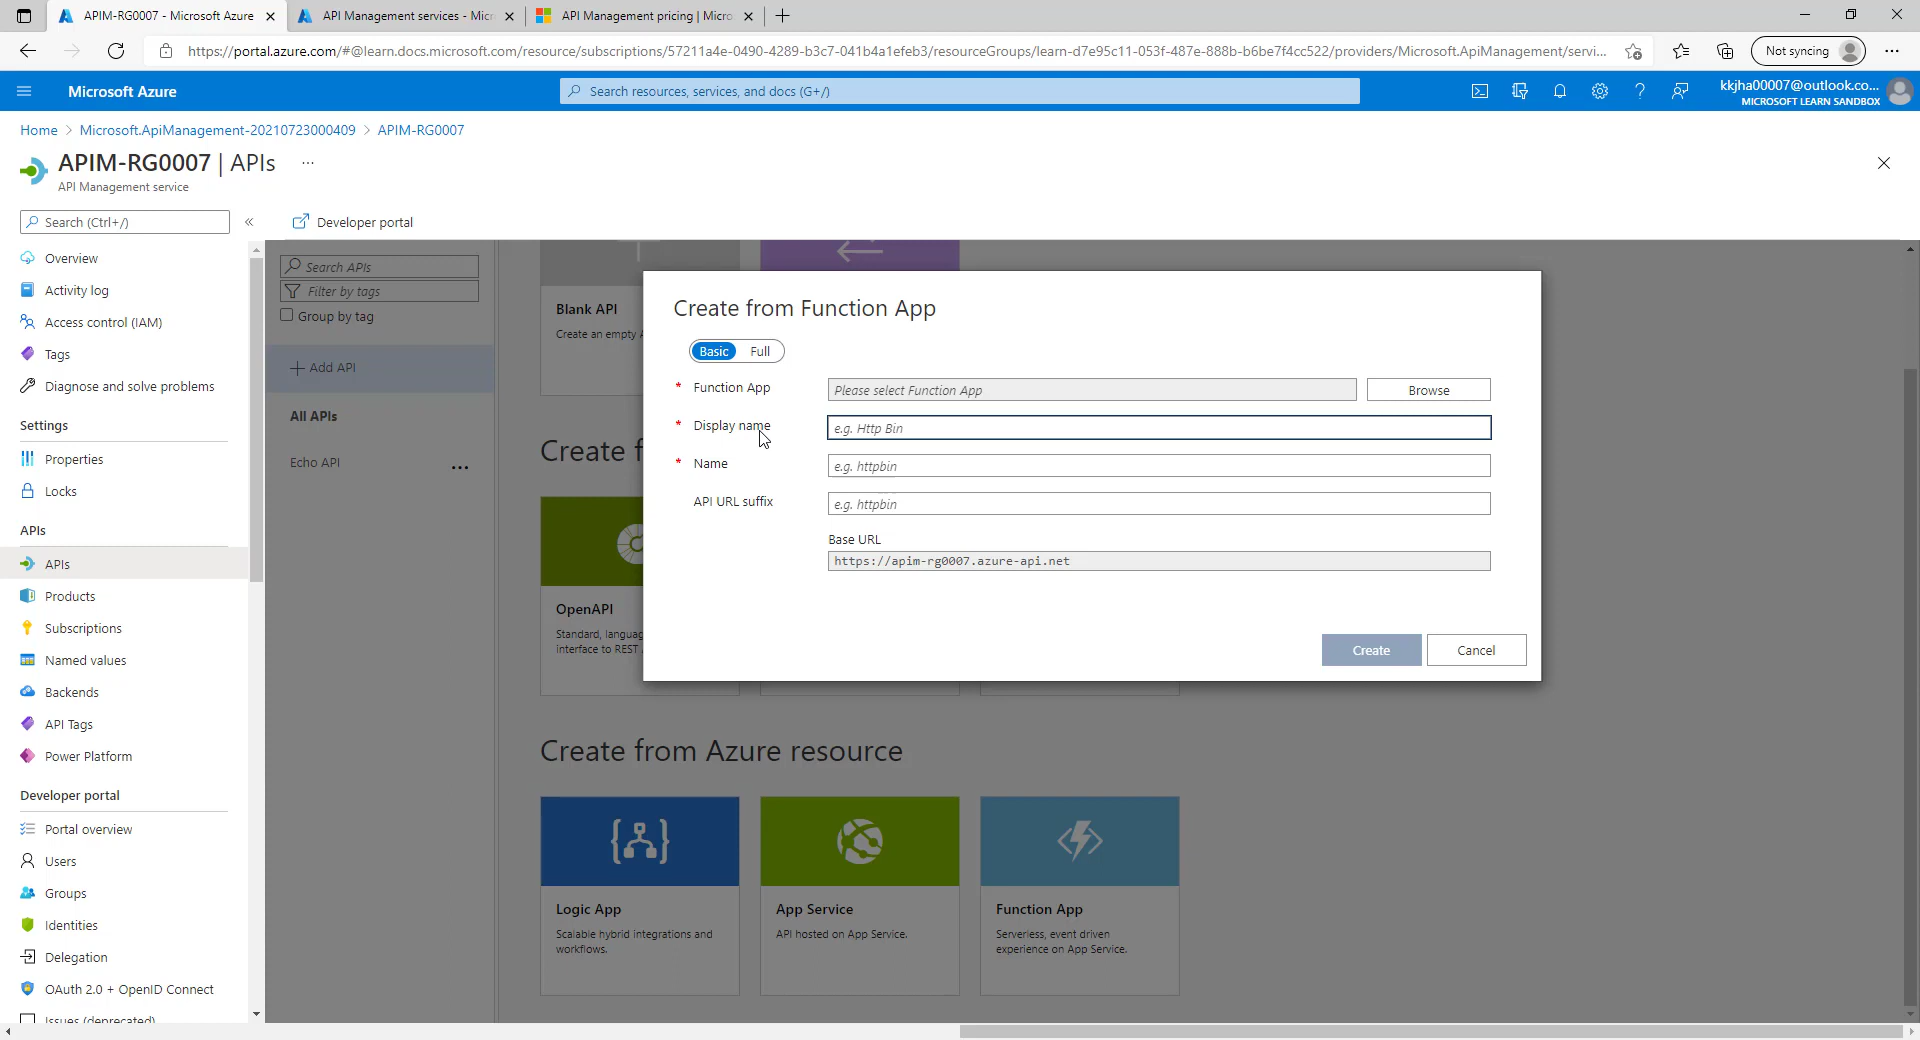 APIM-RG0007 - Microsoft Azure
API Management services - Micr
API Management pricing | Micro
https://portal.azure.com/#@learn.docs.microsoft.com/resource/subscriptions/57211a4e-0490-4289-b3c7-041b4a1efeb3/resourceGroups/learn-d7e95c11-053f-487e-888b-b6be7f4cc522/providers/Microsoft.ApiManagement/servi...
Not syncing
Microsoft Azure
Search resources, services, and docs (G+/)
kkjha00007@outlook.co...
MICROSOFT LEARN SANDBOX
Home > Microsoft.ApiManagement-20210723000409 > APIM-RG0007
APIM-RG0007 | APIs ...
API Management service
Search (Ctrl+/)
Developer portal
Overview
Activity log
Access control (IAM)
Tags
Diagnose and solve problems
Settings
Properties
Locks
APIs
APIs
Products
Subscriptions
Named values
Backends
API Tags
Power Platform
Developer portal
Portal overview
Users
Groups
Identities
Delegation
OAuth 2.0 + OpenID Connect
Issues (deprecated)
Search APIs
Filter by tags
Group by tag
Add API
All APIs
Echo API
...
Blank API
Create an empty A
Create f
OpenAPI
Standard, languag
interface to REST
Create from Function App
Basic Full
* Function App
Please select Function App
Browse
* Display name
e.g. Http Bin
* Name
e.g. httpbin
API URL suffix
e.g. httpbin
Base URL
https://apim-rg0007.azure-api.net
Create
Cancel
Create from Azure resource
Logic App
Scalable hybrid integrations and
workflows.
App Service
API hosted on App Service.
Function App
Serverless, event driven
experience on App Service.